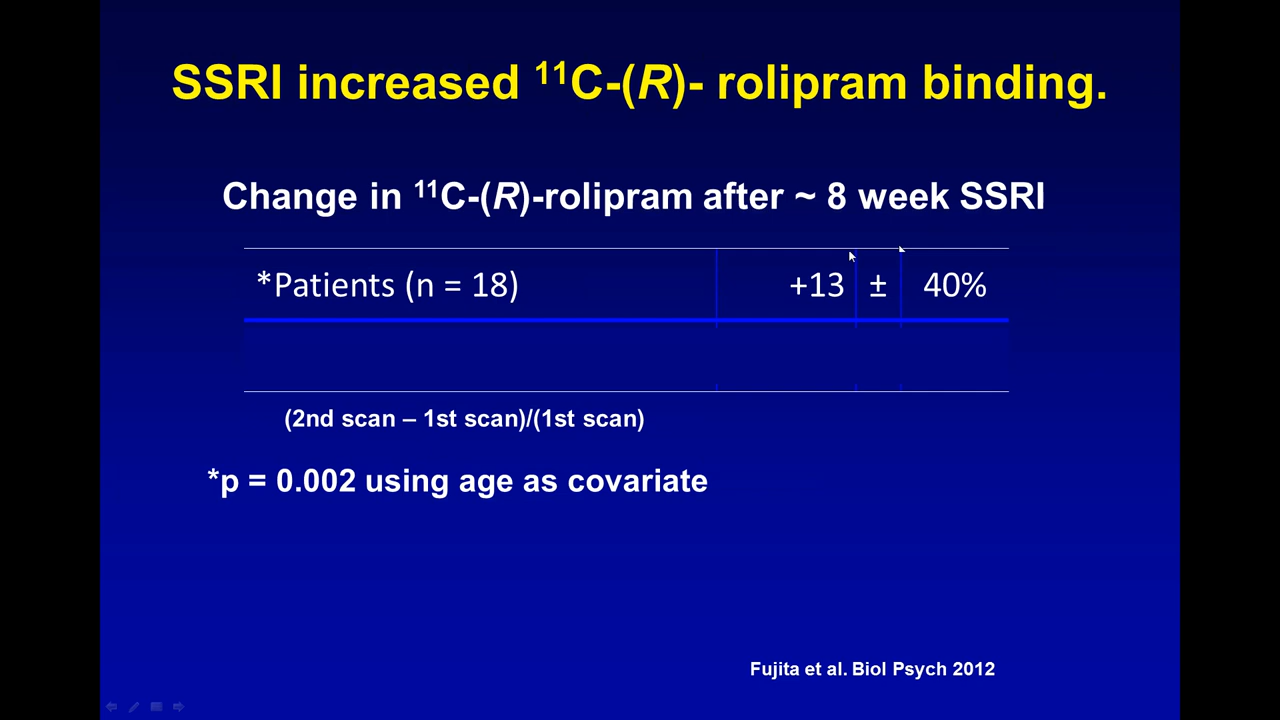 SSRI increased ¹¹C-(R)- rolipram binding.
Change in ¹¹C-(R)-rolipram after ~ 8 week SSRI
*Patients (n = 18) +13 ± 40%
(2nd scan – 1st scan)/(1st scan)
*p = 0.002 using age as covariate
Fujita et al. Biol Psych 2012